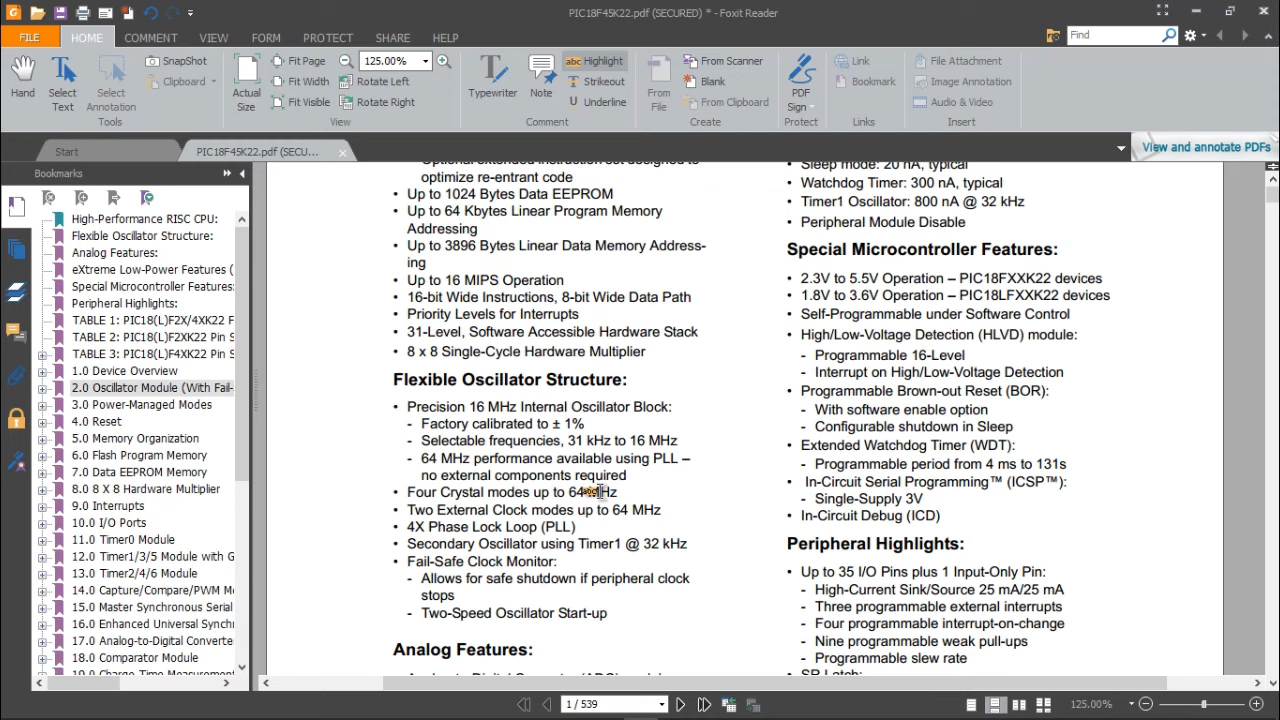 PIC18F45K22.pdf (SECURED) * - Foxit Reader
FILE
HOME
COMMENT
VIEW
FORM
PROTECT
SHARE
HELP
Find
Hand
Select
Text
SnapShot
Clipboard
Select
Annotation
Tools
Actual
Size
Fit Page
Fit Width
Fit Visible
125.00%
Rotate Left
Rotate Right
View
Typewriter
Note
abc Highlight
Strikeout
Underline
Comment
From
File
From Scanner
Blank
From Clipboard
Create
PDF
Sign
Protect
Link
Bookmark
Links
File Attachment
Image Annotation
Audio & Video
Insert
Start
PIC18F45K22.pdf (SECU...
View and annotate PDFs
Bookmarks
High-Performance RISC CPU:
Flexible Oscillator Structure:
Analog Features:
eXtreme Low-Power Features (
Special Microcontroller Features:
Peripheral Highlights:
TABLE 1: PIC18(L)F2X/4XK22 F
TABLE 2: PIC18(L)F2XK22 Pin S
TABLE 3: PIC18(L)F4XK22 Pin S
1.0 Device Overview
2.0 Oscillator Module (With Fail-
3.0 Power-Managed Modes
4.0 Reset
5.0 Memory Organization
6.0 Flash Program Memory
7.0 Data EEPROM Memory
8.0 8 X 8 Hardware Multiplier
9.0 Interrupts
10.0 I/O Ports
11.0 Timer0 Module
12.0 Timer1/3/5 Module with G
13.0 Timer2/4/6 Module
14.0 Capture/Compare/PWM M
15.0 Master Synchronous Serial
16.0 Enhanced Universal Synchr
17.0 Analog-to-Digital Converte
18.0 Comparator Module
19.0 Charge-Time Measurement
- Optional extended instruction set designed to
optimize re-entrant code
• Up to 1024 Bytes Data EEPROM
• Up to 64 Kbytes Linear Program Memory
Addressing
• Up to 3896 Bytes Linear Data Memory Address-
ing
• Up to 16 MIPS Operation
• 16-bit Wide Instructions, 8-bit Wide Data Path
• Priority Levels for Interrupts
• 31-Level, Software Accessible Hardware Stack
• 8 x 8 Single-Cycle Hardware Multiplier
Flexible Oscillator Structure:
• Precision 16 MHz Internal Oscillator Block:
- Factory calibrated to ± 1%
- Selectable frequencies, 31 kHz to 16 MHz
- 64 MHz performance available using PLL –
no external components required
• Four Crystal modes up to 64 MHz
• Two External Clock modes up to 64 MHz
• 4X Phase Lock Loop (PLL)
• Secondary Oscillator using Timer1 @ 32 kHz
• Fail-Safe Clock Monitor:
- Allows for safe shutdown if peripheral clock
stops
- Two-Speed Oscillator Start-up
Analog Features:
• Sleep mode: 20 nA, typical
• Watchdog Timer: 300 nA, typical
• Timer1 Oscillator: 800 nA @ 32 kHz
• Peripheral Module Disable
Special Microcontroller Features:
• 2.3V to 5.5V Operation – PIC18FXXK22 devices
• 1.8V to 3.6V Operation – PIC18LFXXK22 devices
• Self-Programmable under Software Control
• High/Low-Voltage Detection (HLVD) module:
- Programmable 16-Level
- Interrupt on High/Low-Voltage Detection
• Programmable Brown-out Reset (BOR):
- With software enable option
- Configurable shutdown in Sleep
• Extended Watchdog Timer (WDT):
- Programmable period from 4 ms to 131s
• In-Circuit Serial Programming™ (ICSP™):
- Single-Supply 3V
• In-Circuit Debug (ICD)
Peripheral Highlights:
• Up to 35 I/O Pins plus 1 Input-Only Pin:
- High-Current Sink/Source 25 mA/25 mA
- Three programmable external interrupts
- Four programmable interrupt-on-change
- Nine programmable weak pull-ups
- Programmable slew rate
• SR Latch:
1 / 539
125.00%